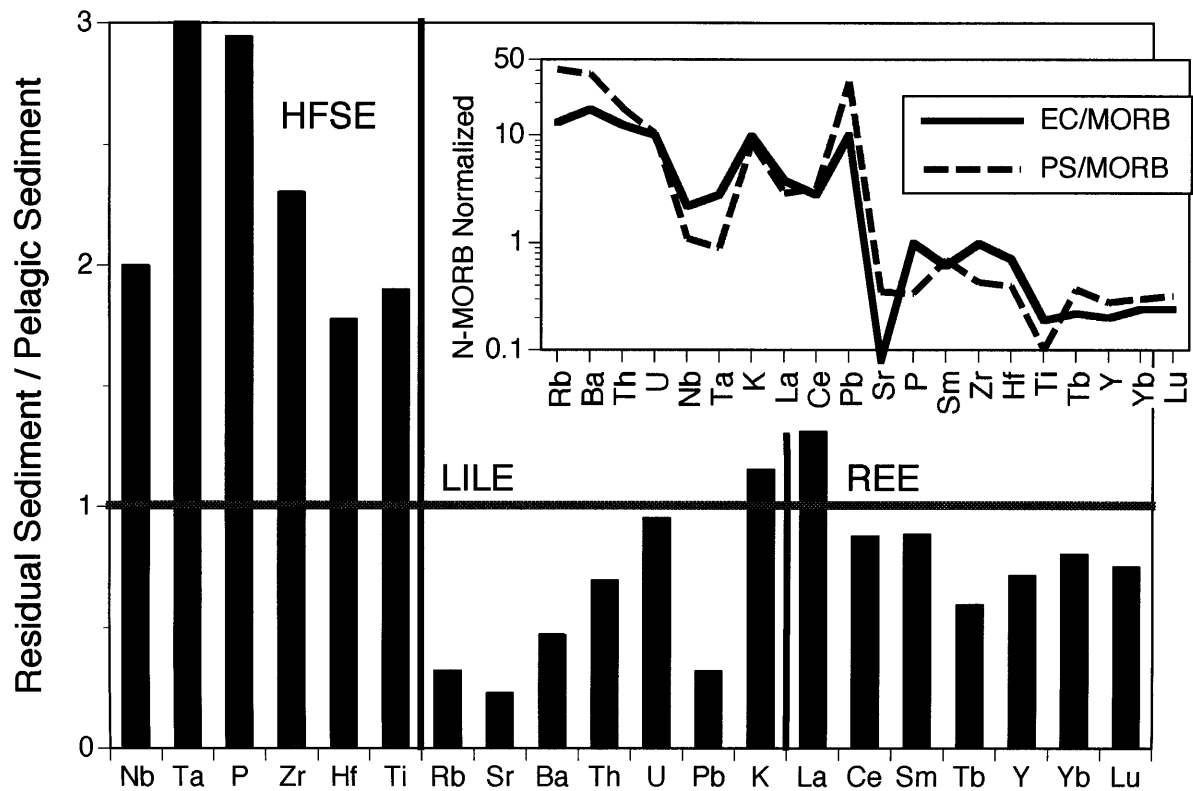 Residual Sediment / Pelagic Sediment
3
2
1
0
HFSE
LILE
REE
Nb Ta P Zr Hf Ti Rb Sr Ba Th U Pb K La Ce Sm Tb Y Yb Lu
N-MORB Normalized
50
10
1
0.1
EC/MORB
PS/MORB
Rb Ba Th U Nb Ta K La Ce Pb Sr P Sm Zr Hf Ti Tb Y Yb Lu